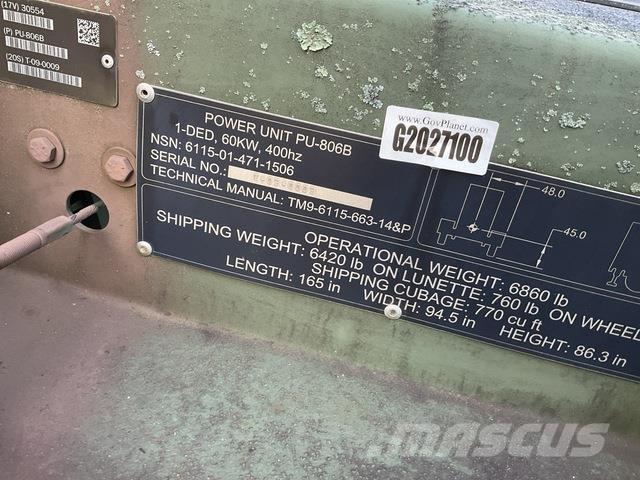 (17V) 30554
(P) PU-806B
(20S) T-09-0009
POWER UNIT PU-806B
1-DED, 60KW, 400hz
NSN: 6115-01-471-1506
SERIAL NO.:
TECHNICAL MANUAL: TM9-6115-663-14&P
www.GovPlanet.com
G2027100
48.0
45.0
OPERATIONAL WEIGHT: 6860 lb
SHIPPING WEIGHT: 6420 lb ON LUNETTE: 760 lb ON WHEEL
SHIPPING CUBAGE: 770 cu ft
LENGTH: 165 in WIDTH: 94.5 in HEIGHT: 86.3 in
MASCUS